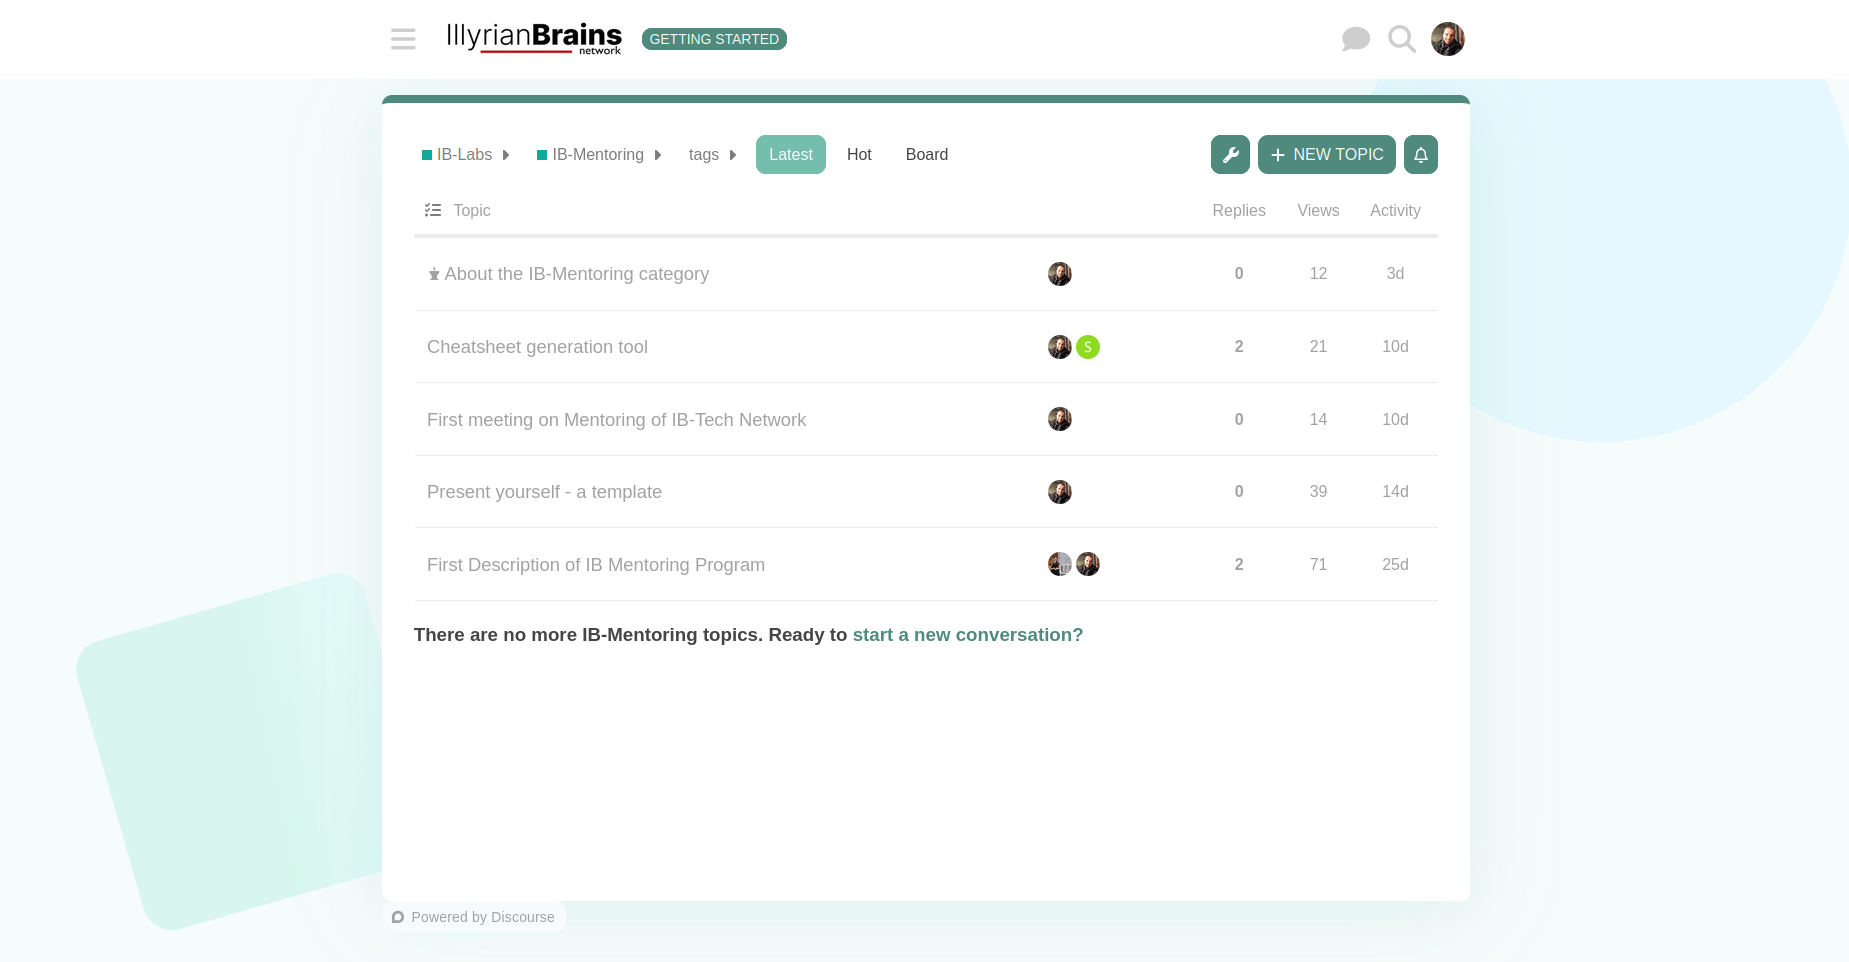 IllyrianBrains network GETTING STARTED
IB-Labs IB-Mentoring tags Latest Hot Board NEW TOPIC
Topic Replies Views Activity
About the IB-Mentoring category 0 12 3d
Cheatsheet generation tool S 2 21 10d
First meeting on Mentoring of IB-Tech Network 0 14 10d
Present yourself - a template 0 39 14d
First Description of IB Mentoring Program 2 71 25d
There are no more IB-Mentoring topics. Ready to start a new conversation?
Powered by Discourse